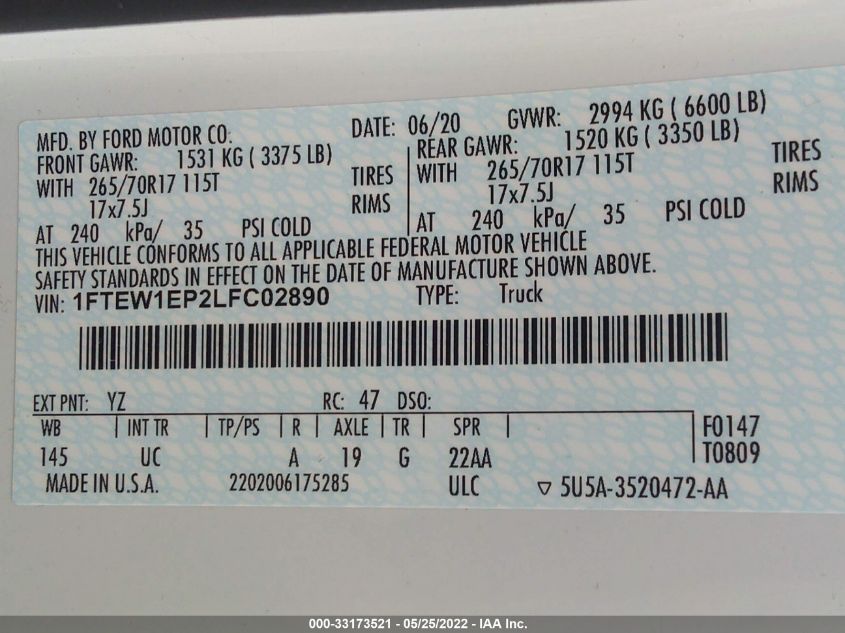 MFD. BY FORD MOTOR CO. DATE: 06/20 GVWR: 2994 KG ( 6600 LB)
FRONT GAWR: 1531 KG ( 3375 LB) REAR GAWR: 1520 KG ( 3350 LB)
WITH 265/70R17 115T TIRES WITH 265/70R17 115T TIRES
17x7.5J RIMS 17x7.5J RIMS
AT 240 kPa/ 35 PSI COLD AT 240 kPa/ 35 PSI COLD
THIS VEHICLE CONFORMS TO ALL APPLICABLE FEDERAL MOTOR VEHICLE
SAFETY STANDARDS IN EFFECT ON THE DATE OF MANUFACTURE SHOWN ABOVE.
VIN: 1FTEW1EP2LFC02890 TYPE: Truck
EXT PNT: YZ RC: 47 DSO:
WB INT TR TP/PS R AXLE TR SPR F0147
145 UC A 19 G 22AA T0809
MADE IN U.S.A. 2202006175285 ULC ▽ 5U5A-3520472-AA
000-33173521 - 05/25/2022 - IAA Inc.